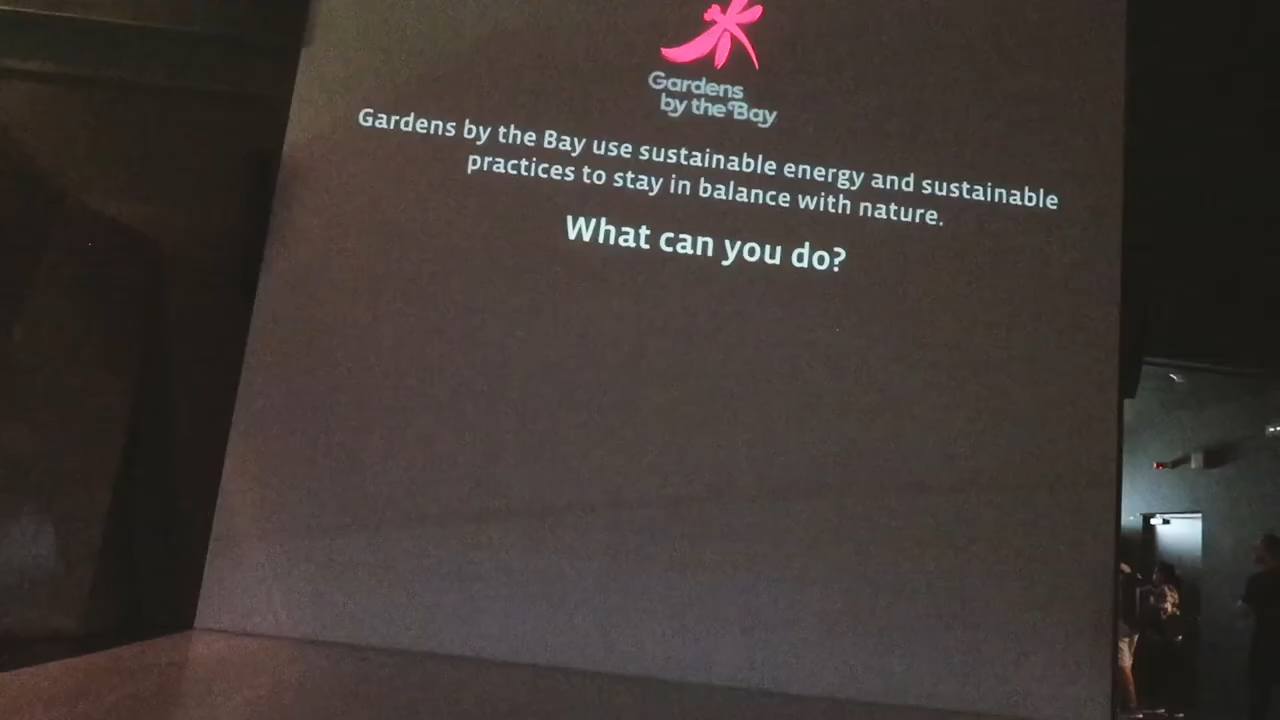 Gardens
by the Bay
Gardens by the Bay use sustainable energy and sustainable
practices to stay in balance with nature.
What can you do?